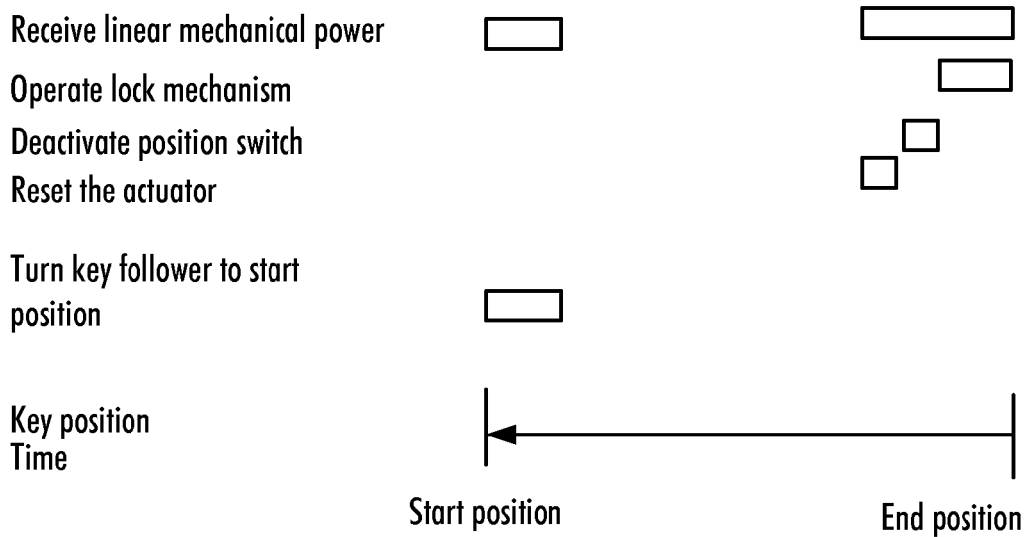 Receive linear mechanical power
Operate lock mechanism
Deactivate position switch
Reset the actuator
Turn key follower to start
position
Key position
Time
Start position
End position